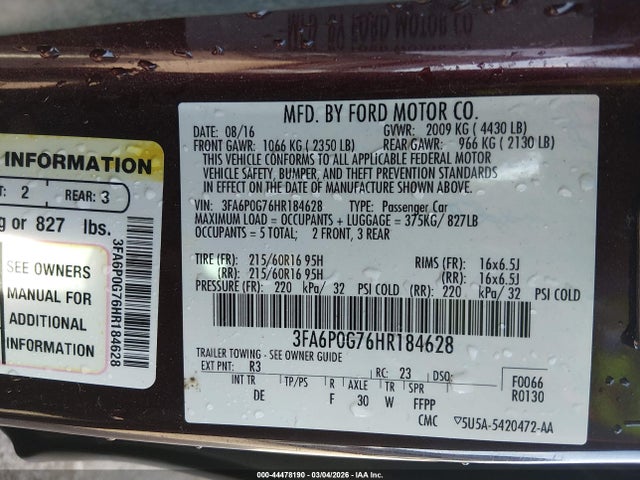 MFD. BY FORD MOTOR CO.
MFD. BY FORD MOTOR CO.
DATE: 08/16 GVWR: 2009 KG ( 4430 LB)
FRONT GAWR: 1066 KG ( 2350 LB) REAR GAWR: 966 KG ( 2130 LB)
THIS VEHICLE CONFORMS TO ALL APPLICABLE FEDERAL MOTOR
VEHICLE SAFETY, BUMPER, AND THEFT PREVENTION STANDARDS
IN EFFECT ON THE DATE OF MANUFACTURE SHOWN ABOVE.
VIN: 3FA6P0G76HR184628 TYPE: Passenger Car
MAXIMUM LOAD = OCCUPANTS + LUGGAGE = 375KG/ 827LB
OCCUPANTS = 5 TOTAL; 2 FRONT, 3 REAR
TIRE (FR): 215/60R16 95H RIMS (FR): 16x6.5J
(RR): 215/60R16 95H (RR): 16x6.5J
PRESSURE (FR): 220 kPa/ 32 PSI COLD (RR): 220 kPa/ 32 PSI COLD
3FA6P0G76HR184628
TRAILER TOWING - SEE OWNER GUIDE
EXT PNT: R3 RC: 23 DSO:
INT TR TP/PS R AXLE TR SPR
DE F 30 W FFPP
F0066
R0130
CMC 5U5A-5420472-AA
INFORMATION
T: 2 REAR: 3
g or 827 lbs.
SEE OWNERS
MANUAL FOR
ADDITIONAL
INFORMATION
3FA6P0G76HR184628
000-44478190 - 03/04/2026 - IAA Inc.